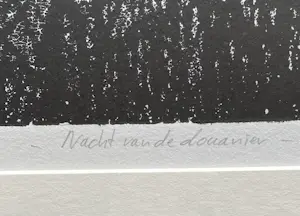 - Nacht van de douanier -